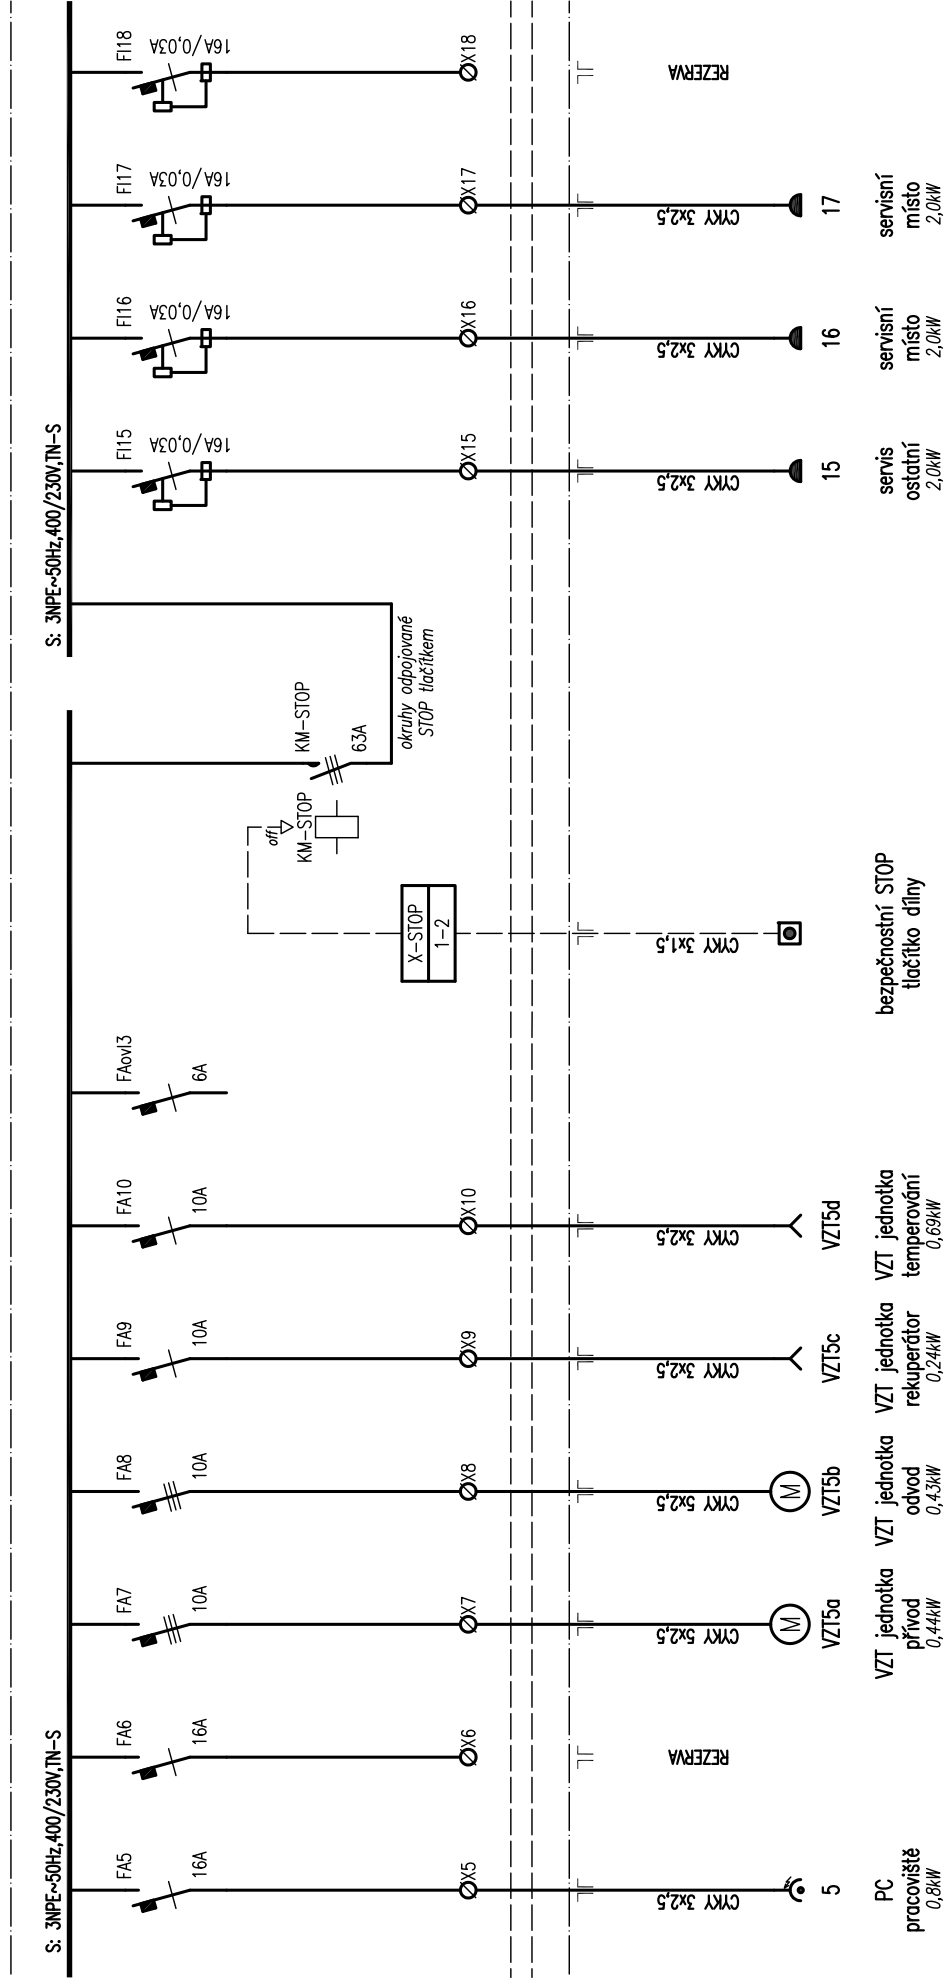 S: 3NPE~50Hz,400/230V,TN-S
FA5
16A
X5
CYKY 3x2,5
5
PC
pracoviště
0,8kW
FA6
16A
X6
REZERVA
FA7
10A
X7
CYKY 5x2,5
M
VZT5a
VZT jednotka
přívod
0,44kW
FA8
10A
X8
CYKY 5x2,5
M
VZT5b
VZT jednotka
odvod
0,43kW
FA9
10A
X9
CYKY 3x2,5
VZT5c
VZT jednotka
rekuperátor
0,24kW
FA10
10A
X10
CYKY 3x2,5
VZT5d
VZT jednotka
temperování
0,69kW
FAovl3
6A
X-STOP
1-2
CYKY 3x1,5
bezpečnostní STOP
tlačítko dílny
off
KM-STOP
KM-STOP
63A
okruhy odpojované
STOP tlačítkem
S: 3NPE~50Hz,400/230V,TN-S
FI15
16A/0,03A
X15
CYKY 3x2,5
15
servis
ostatní
2,0kW
FI16
16A/0,03A
X16
CYKY 3x2,5
16
servisní
místo
2,0kW
FI17
16A/0,03A
X17
CYKY 3x2,5
17
servisní
místo
2,0kW
FI18
16A/0,03A
X18
REZERVA